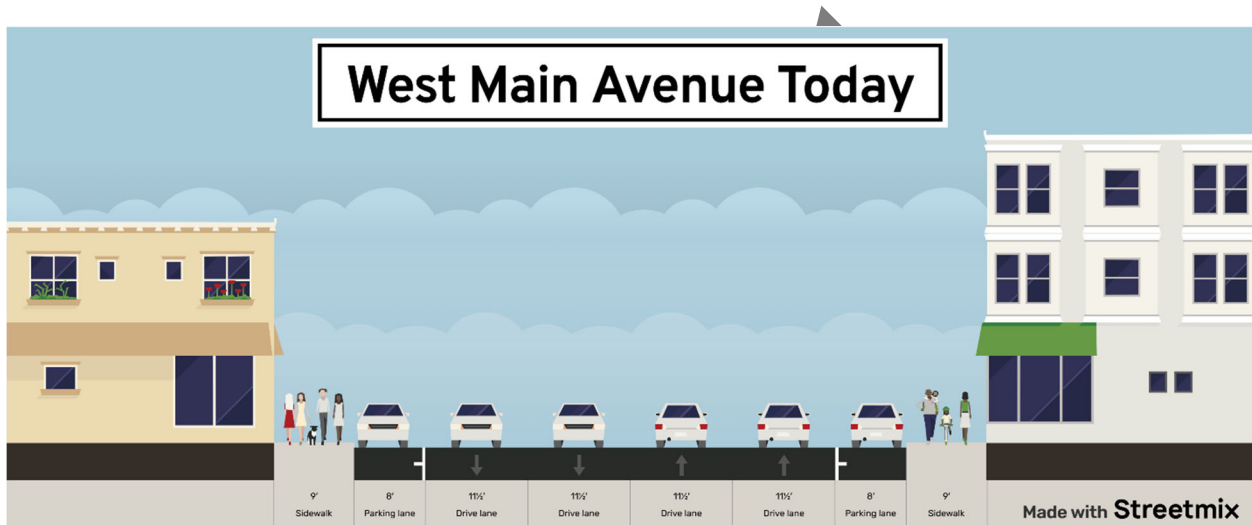 West Main Avenue Today
9' 8' 11½' 11½' 11½' 11½' 8' 9'
Sidewalk Parking lane Drive lane Drive lane Drive lane Drive lane Parking lane Sidewalk
Made with Streetmix